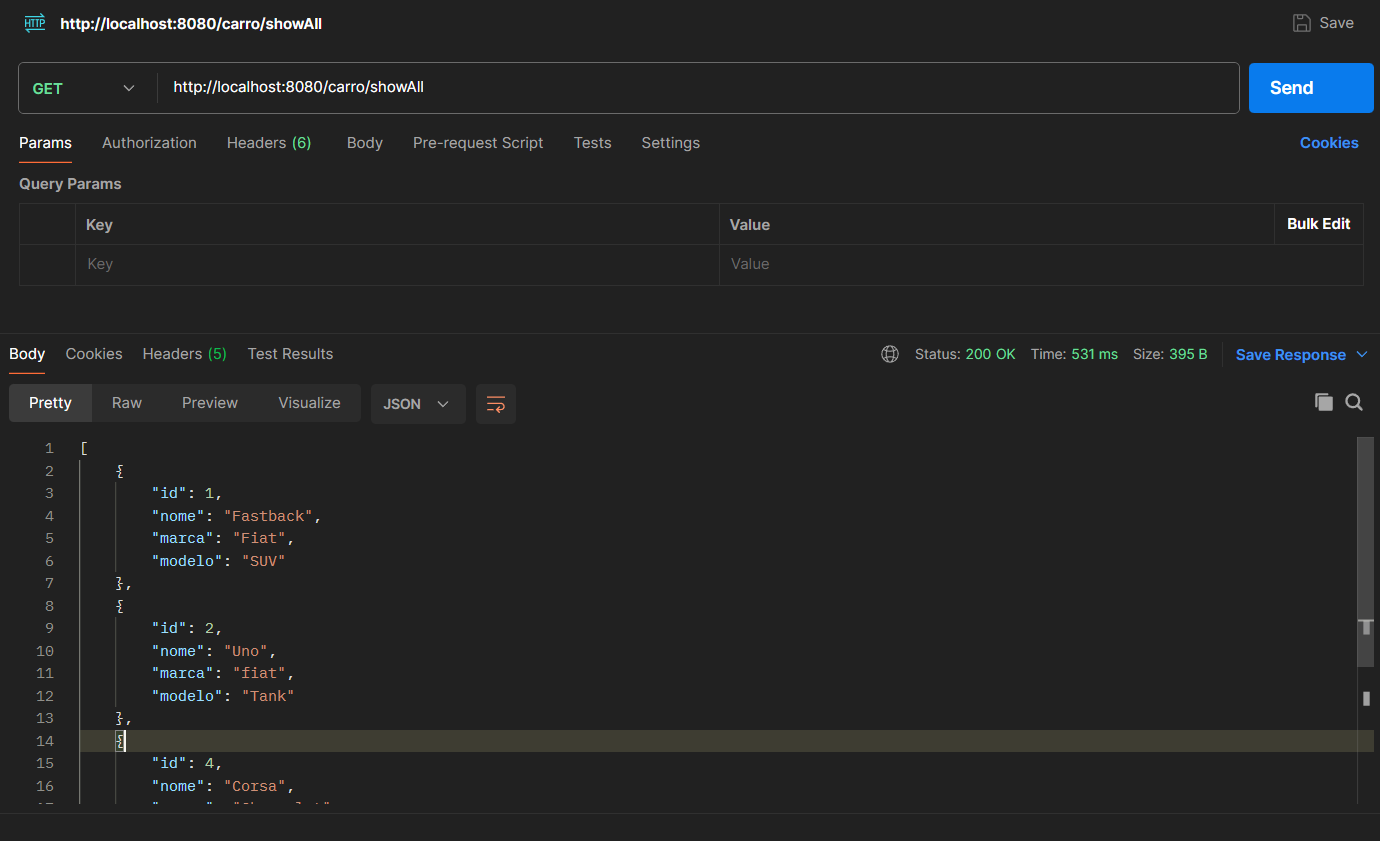 HTTP http://localhost:8080/carro/showAll Save
GET http://localhost:8080/carro/showAll Send
Params Authorization Headers (6) Body Pre-request Script Tests Settings Cookies
Query Params
Key Value Bulk Edit
Key Value
Body Cookies Headers (5) Test Results Status: 200 OK Time: 531 ms Size: 395 B Save Response
Pretty Raw Preview Visualize JSON
1 [
2 {
3 "id": 1,
4 "nome": "Fastback",
5 "marca": "Fiat",
6 "modelo": "SUV"
7 },
8 {
9 "id": 2,
10 "nome": "Uno",
11 "marca": "fiat",
12 "modelo": "Tank"
13 },
14 {
15 "id": 4,
16 "nome": "Corsa",